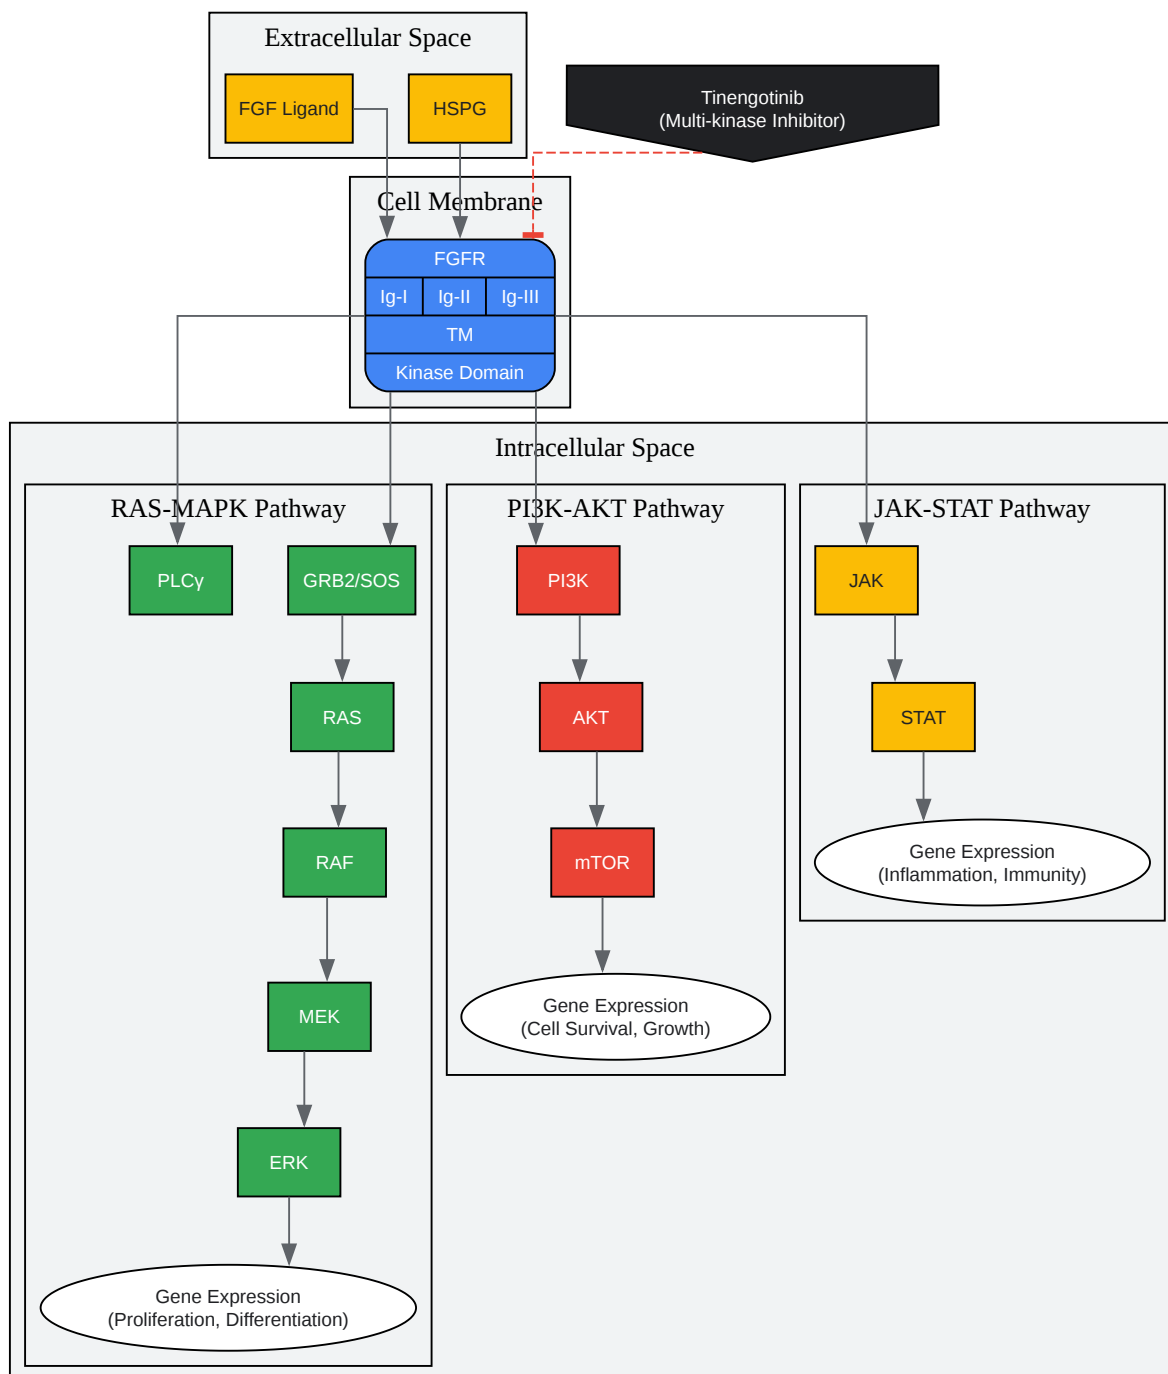 Extracellular Space
FGF Ligand
HSPG
Tinengotinib
(Multi-kinase Inhibitor)
Cell Membrane
FGFR
Ig-I
Ig-II
Ig-III
TM
Kinase Domain
Intracellular Space
RAS-MAPK Pathway
PLCγ
GRB2/SOS
RAS
RAF
MEK
ERK
Gene Expression
(Proliferation, Differentiation)
PI3K-AKT Pathway
PI3K
AKT
mTOR
Gene Expression
(Cell Survival, Growth)
JAK-STAT Pathway
JAK
STAT
Gene Expression
(Inflammation, Immunity)